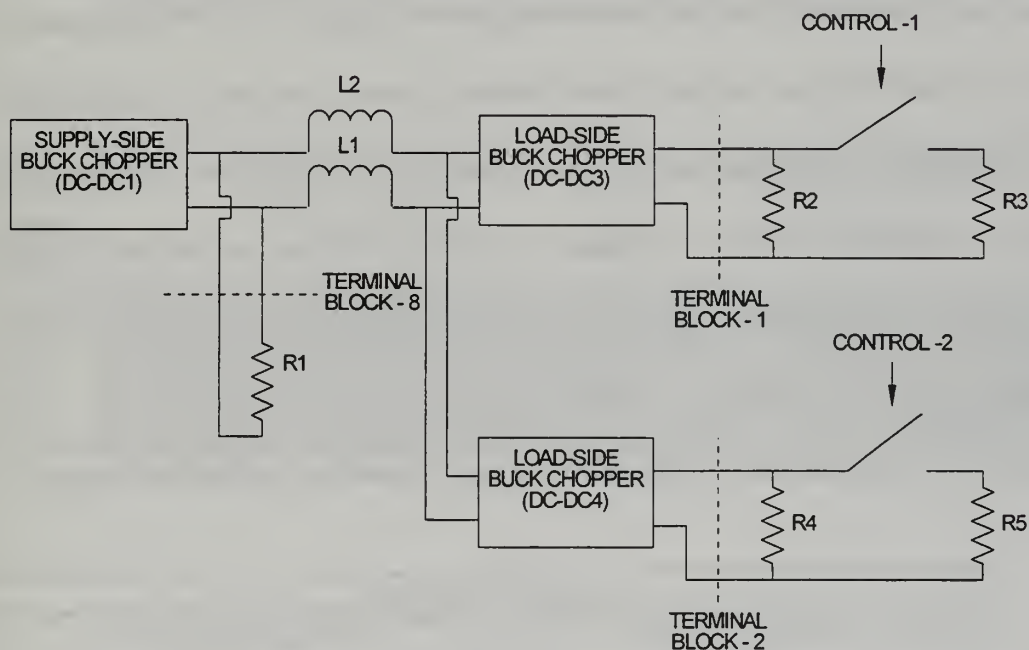 CONTROL -1
L2
L1
SUPPLY-SIDE
BUCK CHOPPER
(DC-DC1)
LOAD-SIDE
BUCK CHOPPER
(DC-DC3)
R2
R3
TERMINAL
BLOCK - 8
TERMINAL
BLOCK - 1
R1
CONTROL -2
LOAD-SIDE
BUCK CHOPPER
(DC-DC4)
R4
R5
TERMINAL
BLOCK - 2